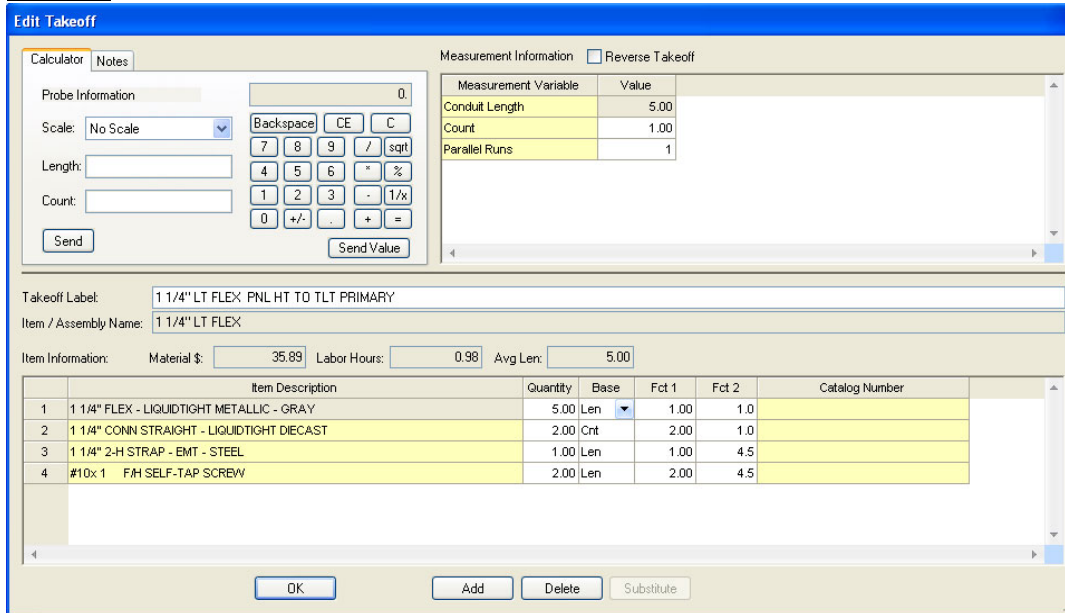 Edit Takeoff
Calculator Notes
Measurement Information Reverse Takeoff
Probe Information 0.
Measurement Variable Value
Conduit Length 5.00
Count 1.00
Parallel Runs 1
Scale: No Scale
Length:
Count:
Backspace CE C
7 8 9 / sqrt
4 5 6 * %
1 2 3 - 1/x
0 +/- . + =
Send
Send Value
Takeoff Label: 1 1/4" LT FLEX PNL HT TO TLT PRIMARY
Item / Assembly Name: 1 1/4" LT FLEX
Item Information: Material $: 35.89 Labor Hours: 0.98 Avg Len: 5.00
Item Description Quantity Base Fct 1 Fct 2 Catalog Number
1 1 1/4" FLEX - LIQUIDTIGHT METALLIC - GRAY 5.00 Len 1.00 1.0
2 1 1/4" CONN STRAIGHT - LIQUIDTIGHT DIECAST 2.00 Cnt 2.00 1.0
3 1 1/4" 2-H STRAP - EMT - STEEL 1.00 Len 1.00 4.5
4 #10x 1 F/H SELF-TAP SCREW 2.00 Len 2.00 4.5
OK Add Delete Substitute